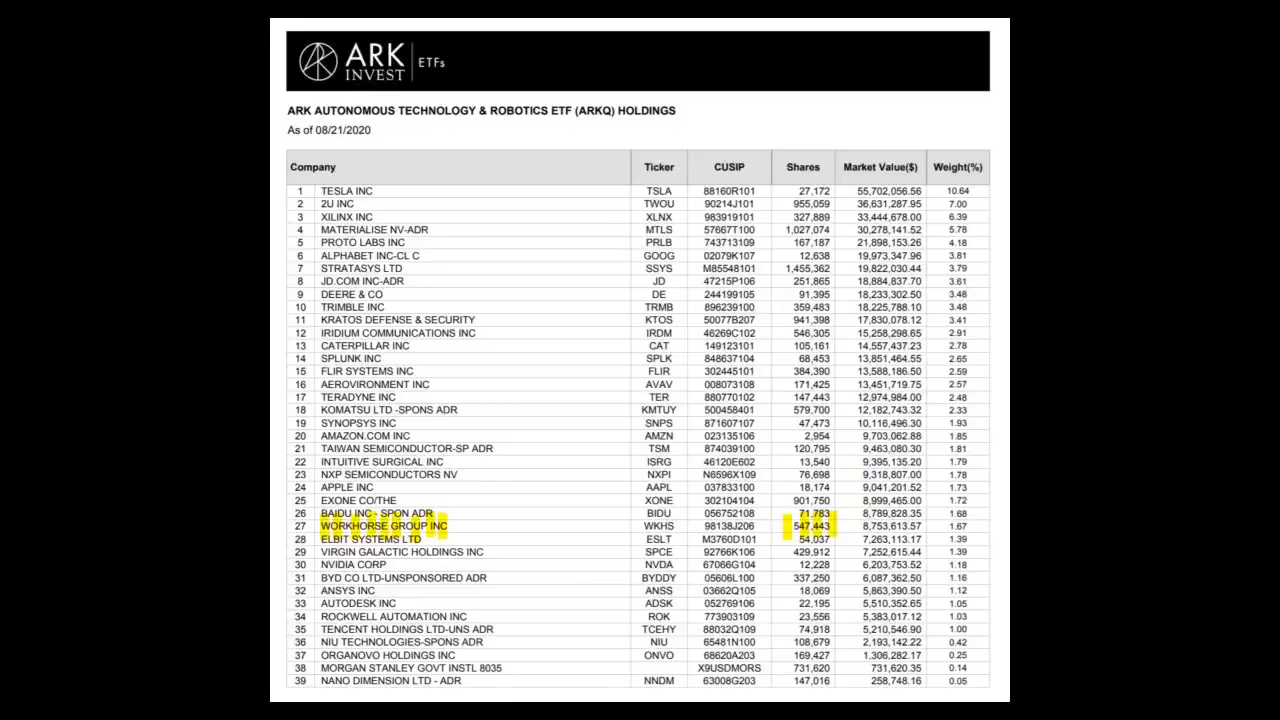 ARK INVEST ETFs
ARK AUTONOMOUS TECHNOLOGY & ROBOTICS ETF (ARKQ) HOLDINGS
As of 08/21/2020
Company Ticker CUSIP Shares Market Value($) Weight(%)
1 TESLA INC TSLA 88160R101 27,172 55,702,056.56 10.64
2 2U INC TWOU 90214J101 955,059 36,631,287.95 7.00
3 XILINX INC XLNX 983919101 327,889 33,444,678.00 6.39
4 MATERIALISE NV-ADR MTLS 57667T100 1,027,074 30,278,141.52 5.78
5 PROTO LABS INC PRLB 743713109 167,187 21,898,153.26 4.18
6 ALPHABET INC-CL C GOOG 02079K107 12,638 19,973,347.96 3.81
7 STRATASYS LTD SSYS M85548101 1,455,362 19,822,030.44 3.79
8 JD.COM INC-ADR JD 47215P106 251,865 18,884,837.70 3.61
9 DEERE & CO DE 244199105 91,395 18,233,302.50 3.48
10 TRIMBLE INC TRMB 896239100 359,483 18,225,788.10 3.48
11 KRATOS DEFENSE & SECURITY KTOS 50077B207 941,398 17,830,078.12 3.41
12 IRIDIUM COMMUNICATIONS INC IRDM 46269C102 546,305 15,258,298.65 2.91
13 CATERPILLAR INC CAT 149123101 105,161 14,557,437.23 2.78
14 SPLUNK INC SPLK 848637104 68,453 13,851,464.55 2.65
15 FLIR SYSTEMS INC FLIR 302445101 384,390 13,588,186.50 2.59
16 AEROVIRONMENT INC AVAV 008073108 171,425 13,451,719.75 2.57
17 TERADYNE INC TER 880770102 147,443 12,974,984.00 2.48
18 KOMATSU LTD -SPONS ADR KMTUY 500458401 579,700 12,182,743.32 2.33
19 SYNOPSYS INC SNPS 871607107 47,473 10,116,496.30 1.93
20 AMAZON.COM INC AMZN 023135106 2,954 9,703,062.88 1.85
21 TAIWAN SEMICONDUCTOR-SP ADR TSM 874039100 120,795 9,463,080.30 1.81
22 INTUITIVE SURGICAL INC ISRG 46120E602 13,540 9,395,135.20 1.79
23 NXP SEMICONDUCTORS NV NXPI N6596X109 76,698 9,318,807.00 1.78
24 APPLE INC AAPL 037833100 18,174 9,041,201.52 1.73
25 EXONE CO/THE XONE 302104104 901,750 8,999,465.00 1.72
26 BAIDU INC - SPON ADR BIDU 056752108 71,783 8,789,828.35 1.68
27 WORKHORSE GROUP INC WKHS 98138J206 547,443 8,753,613.57 1.67
28 ELBIT SYSTEMS LTD ESLT M3760D101 54,037 7,263,113.17 1.39
29 VIRGIN GALACTIC HOLDINGS INC SPCE 92766K106 429,912 7,252,615.44 1.39
30 NVIDIA CORP NVDA 67066G104 12,228 6,203,753.52 1.18
31 BYD CO LTD-UNSPONSORED ADR BYDDY 05606L100 337,250 6,087,362.50 1.16
32 ANSYS INC ANSS 03662Q105 18,069 5,863,390.50 1.12
33 AUTODESK INC ADSK 052769106 22,195 5,510,352.65 1.05
34 ROCKWELL AUTOMATION INC ROK 773903109 23,556 5,383,017.12 1.03
35 TENCENT HOLDINGS LTD-UNS ADR TCEHY 88032Q109 74,918 5,210,546.90 1.00
36 NIU TECHNOLOGIES-SPONS ADR NIU 65481N100 108,679 2,193,142.22 0.42
37 ORGANOVO HOLDINGS INC ONVO 68620A203 169,427 1,306,282.17 0.25
38 MORGAN STANLEY GOVT INSTL 8035 X9USDMORS 731,620 731,620.35 0.14
39 NANO DIMENSION LTD - ADR NNDM 63008G203 147,016 258,748.16 0.05